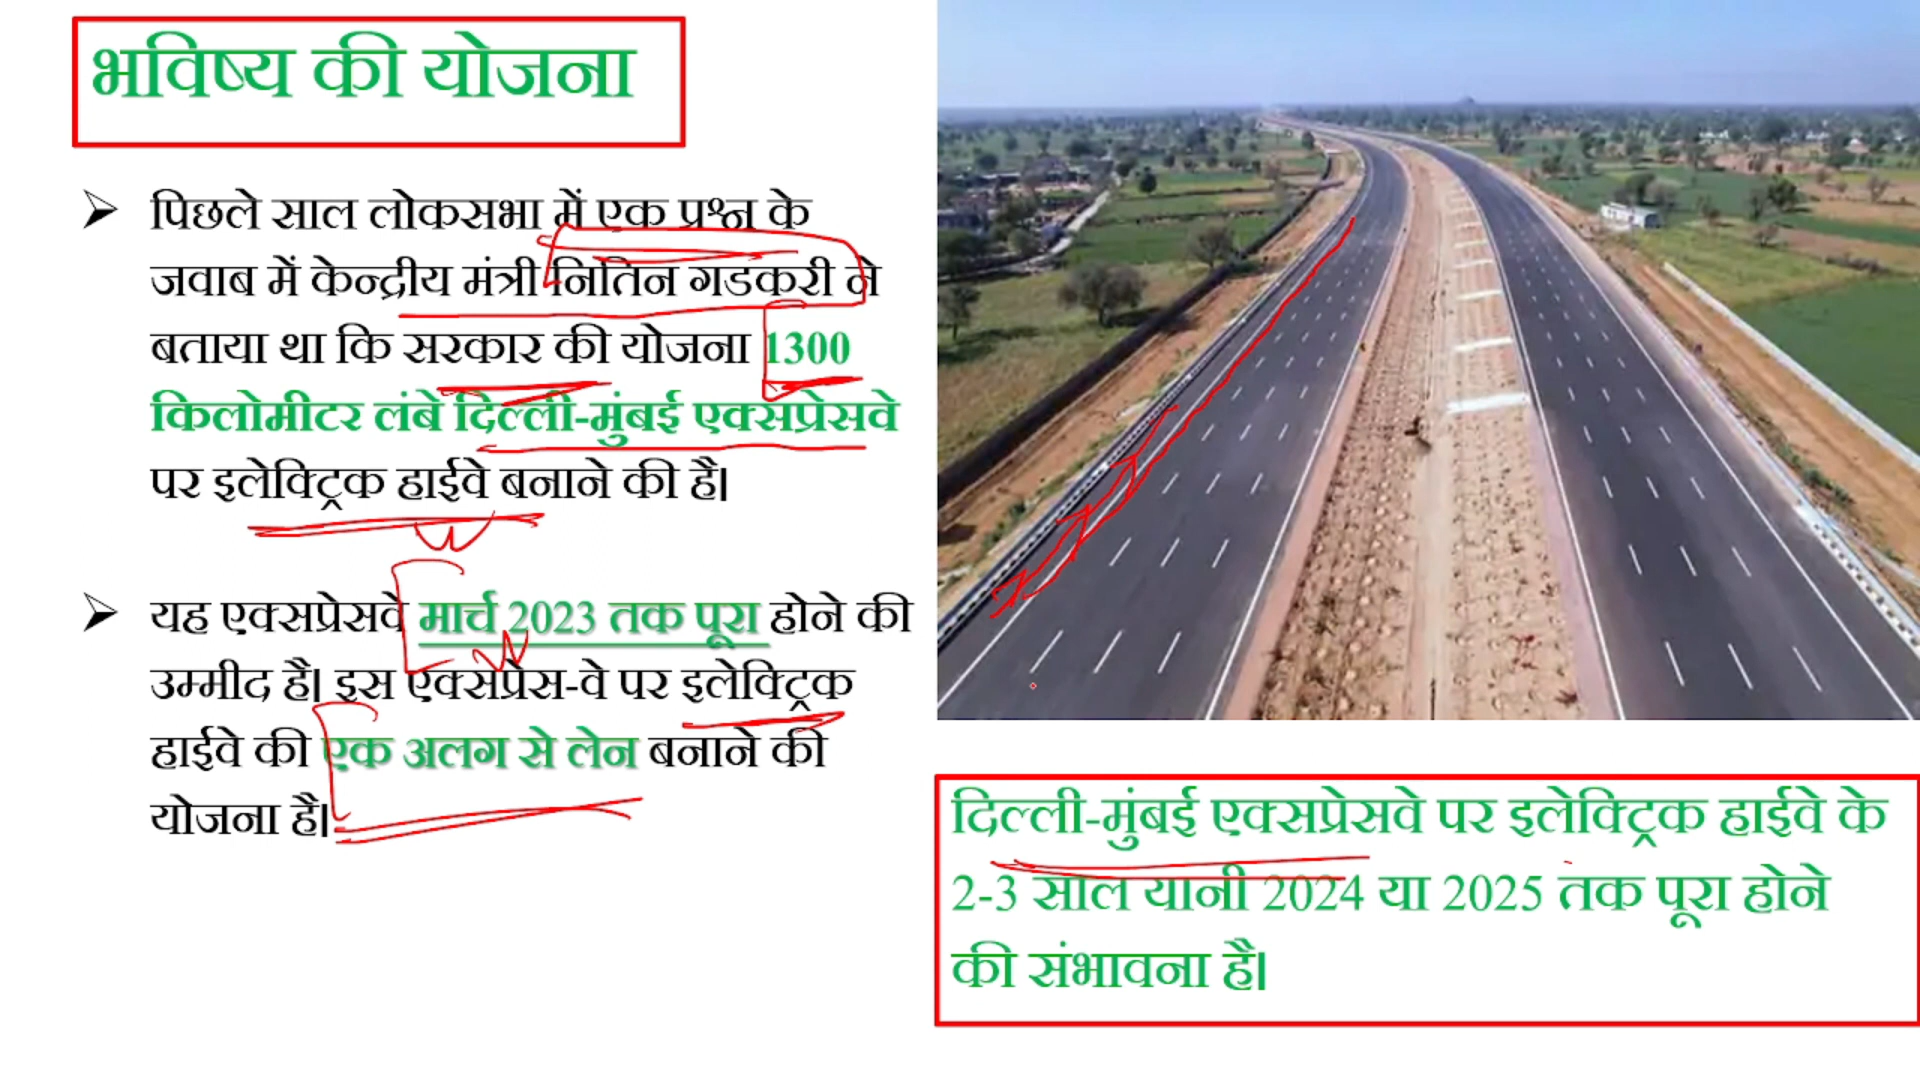 भविष्य की योजना
पिछले साल लोकसभा में एक प्रश्न के
जवाब में केन्द्रीय मंत्री नितिन गडकरी ने
बताया था कि सरकार की योजना 1300
किलोमीटर लंबे दिल्ली-मुंबई एक्सप्रेसवे
पर इलेक्ट्रिक हाईवे बनाने की है।
यह एक्सप्रेसवे मार्च 2023 तक पूरा होने की
उम्मीद है। इस एक्सप्रेस-वे पर इलेक्ट्रिक
हाईवे की एक अलग से लेन बनाने की
योजना है।
दिल्ली-मुंबई एक्सप्रेसवे पर इलेक्ट्रिक हाईवे के
2-3 साल यानी 2024 या 2025 तक पूरा होने
की संभावना है।